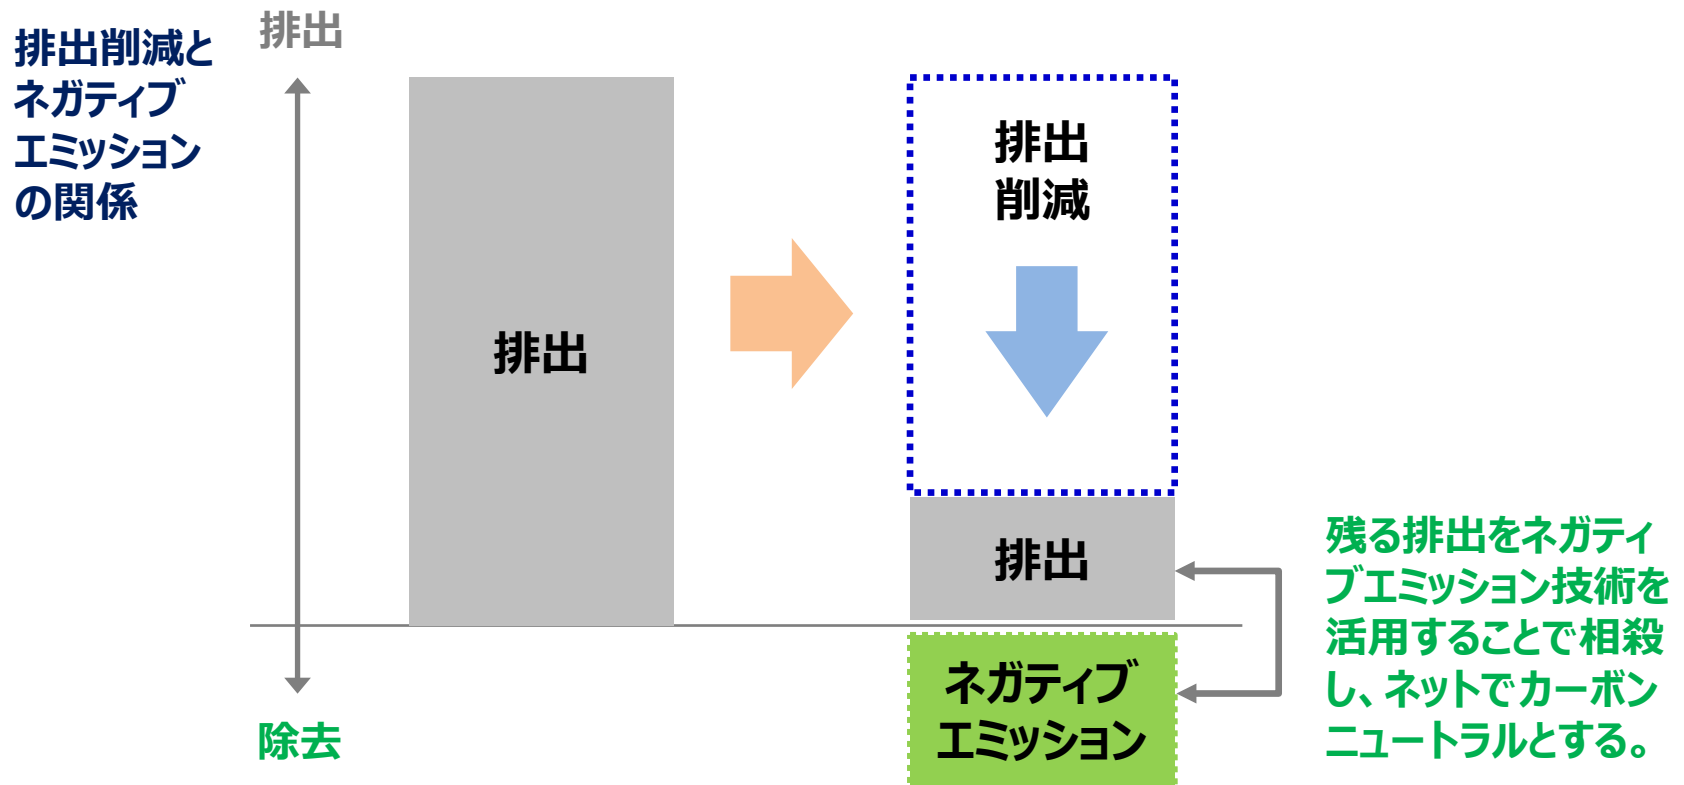 排出削減と
ネガティブ
エミッション
の関係
排出
排出
排出
削減
排出
ネガティブ
エミッション
除去
残る排出をネガティ
ブエミッション技術を
活用することで相殺
し、ネットでカーボン
ニュートラルとする。